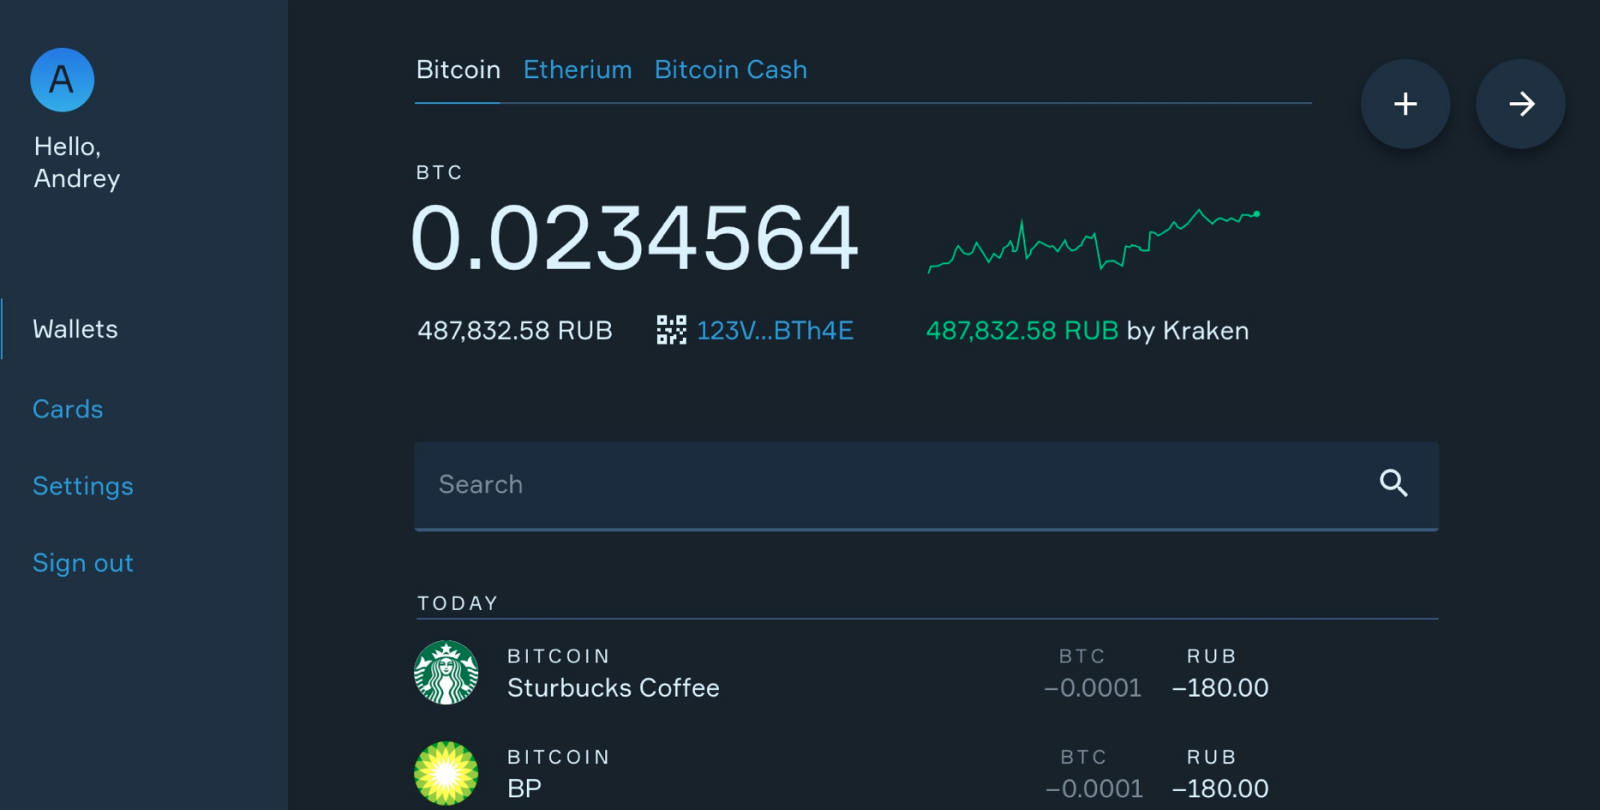 A
Hello,
Andrey
Wallets
Cards
Settings
Sign out
Bitcoin Etherium Bitcoin Cash
BTC
0.0234564
487,832.58 RUB 123V...BTh4E 487,832.58 RUB by Kraken
Search
TODAY
BITCOIN BTC RUB
Sturbucks Coffee –0.0001 –180.00
BITCOIN BTC RUB
BP –0.0001 –180.00